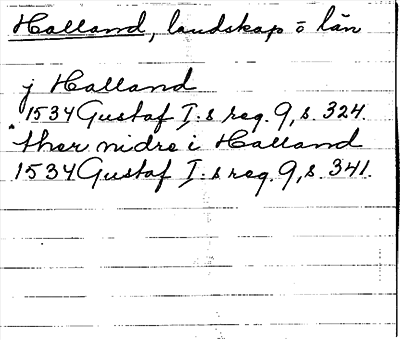 Halland, landskap o län
j Halland
1534 Gustaf I:s reg. 9, s. 324.
ther nidre i Halland
1534 Gustaf I:s reg. 9, s. 341.